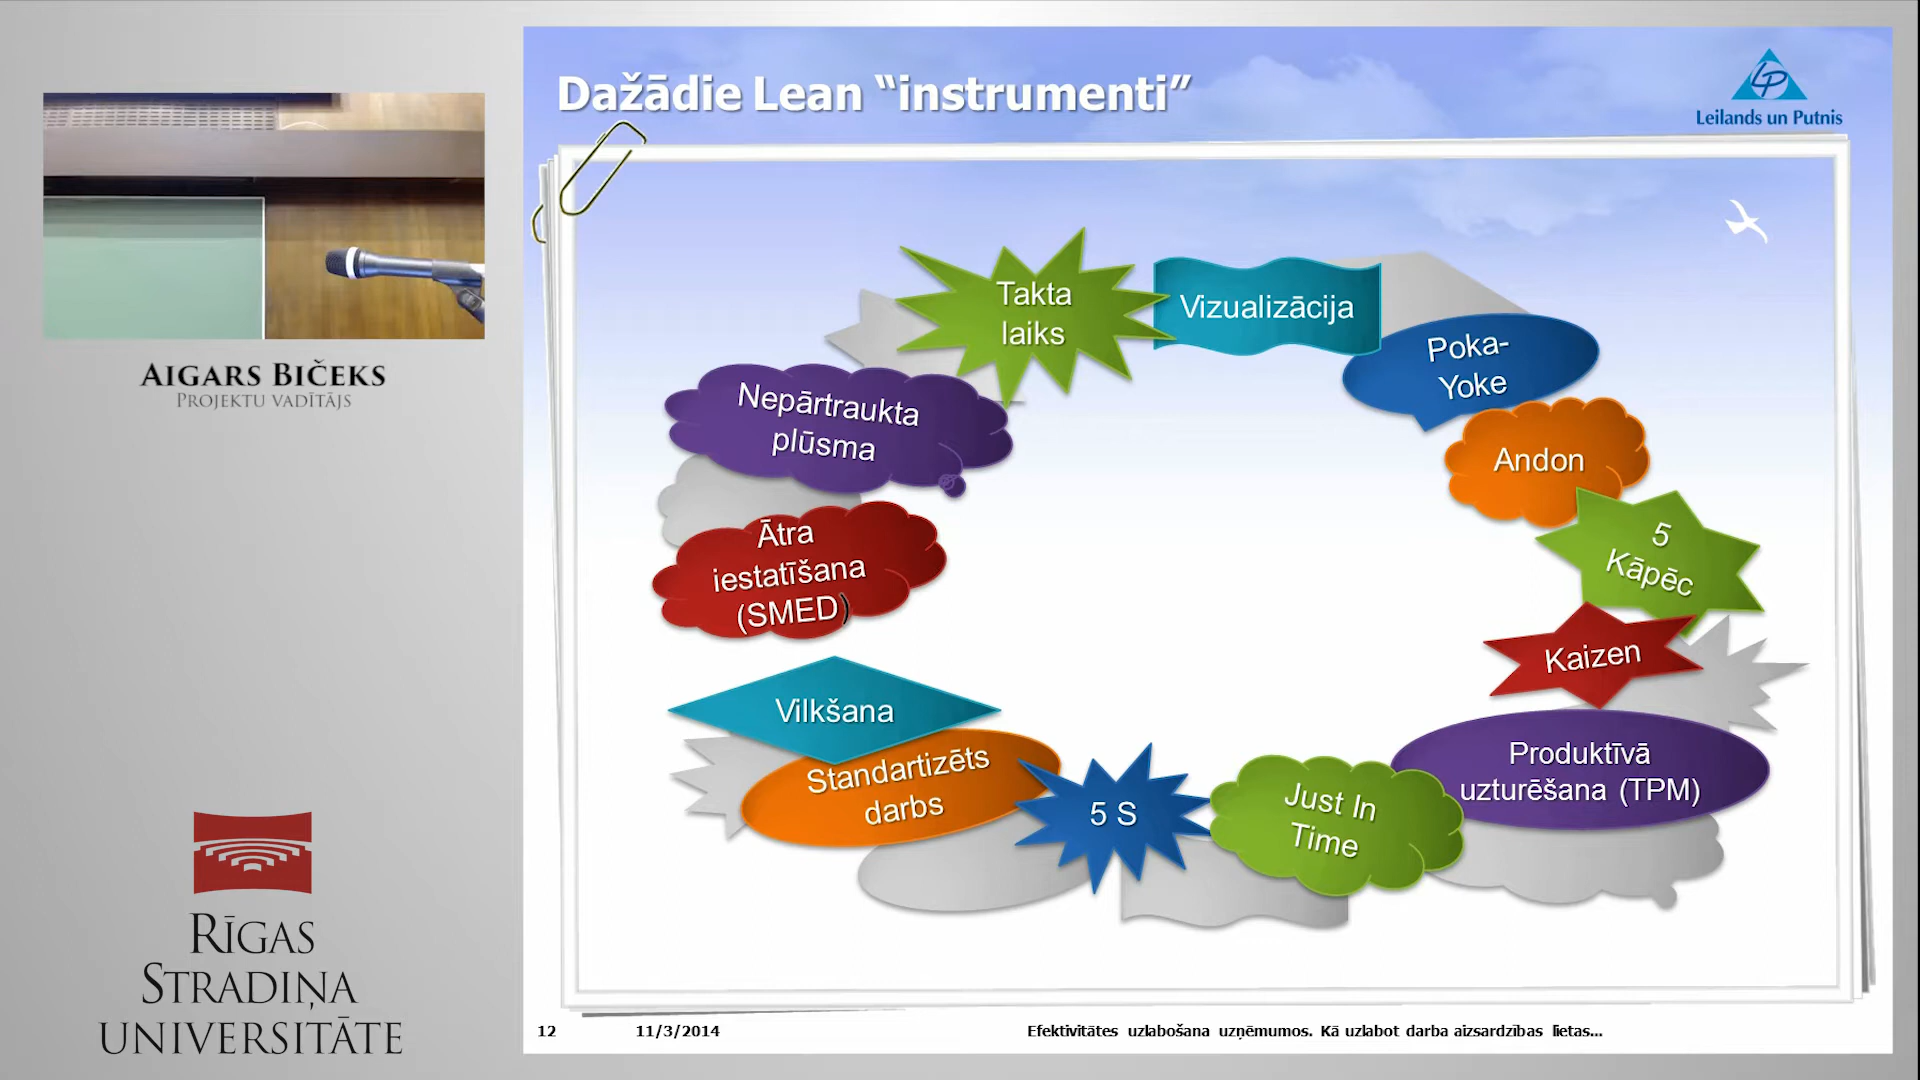 Dažādie Lean “instrumenti”
LP
Leilands un Putnis
AIGARS BIČEKS
PROJEKTU VADĪTĀJS
Takta
laiks
Vizualizācija
Poka-
Yoke
Nepārtraukta
plūsma
Andon
Ātra
iestatīšana
(SMED)
5
Kāpēc
Kaizen
Vilkšana
Standartizēts
darbs
5 S
Just In
Time
Produktīvā
uzturēšana (TPM)
RĪGAS
STRADIŅA
UNIVERSITĀTE
12
11/3/2014
Efektivitātes uzlabošana uzņēmumos. Kā uzlabot darba aizsardzības lietas...